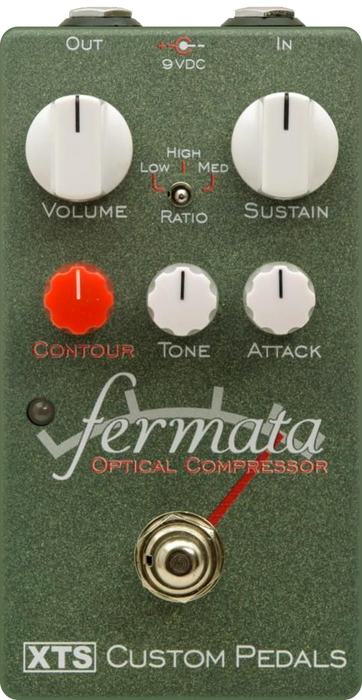 OUT
IN
9VDC
HIGH
LOW MED
RATIO
VOLUME
SUSTAIN
CONTOUR
TONE
ATTACK
fermata
OPTICAL COMPRESSOR
XTS CUSTOM PEDALS